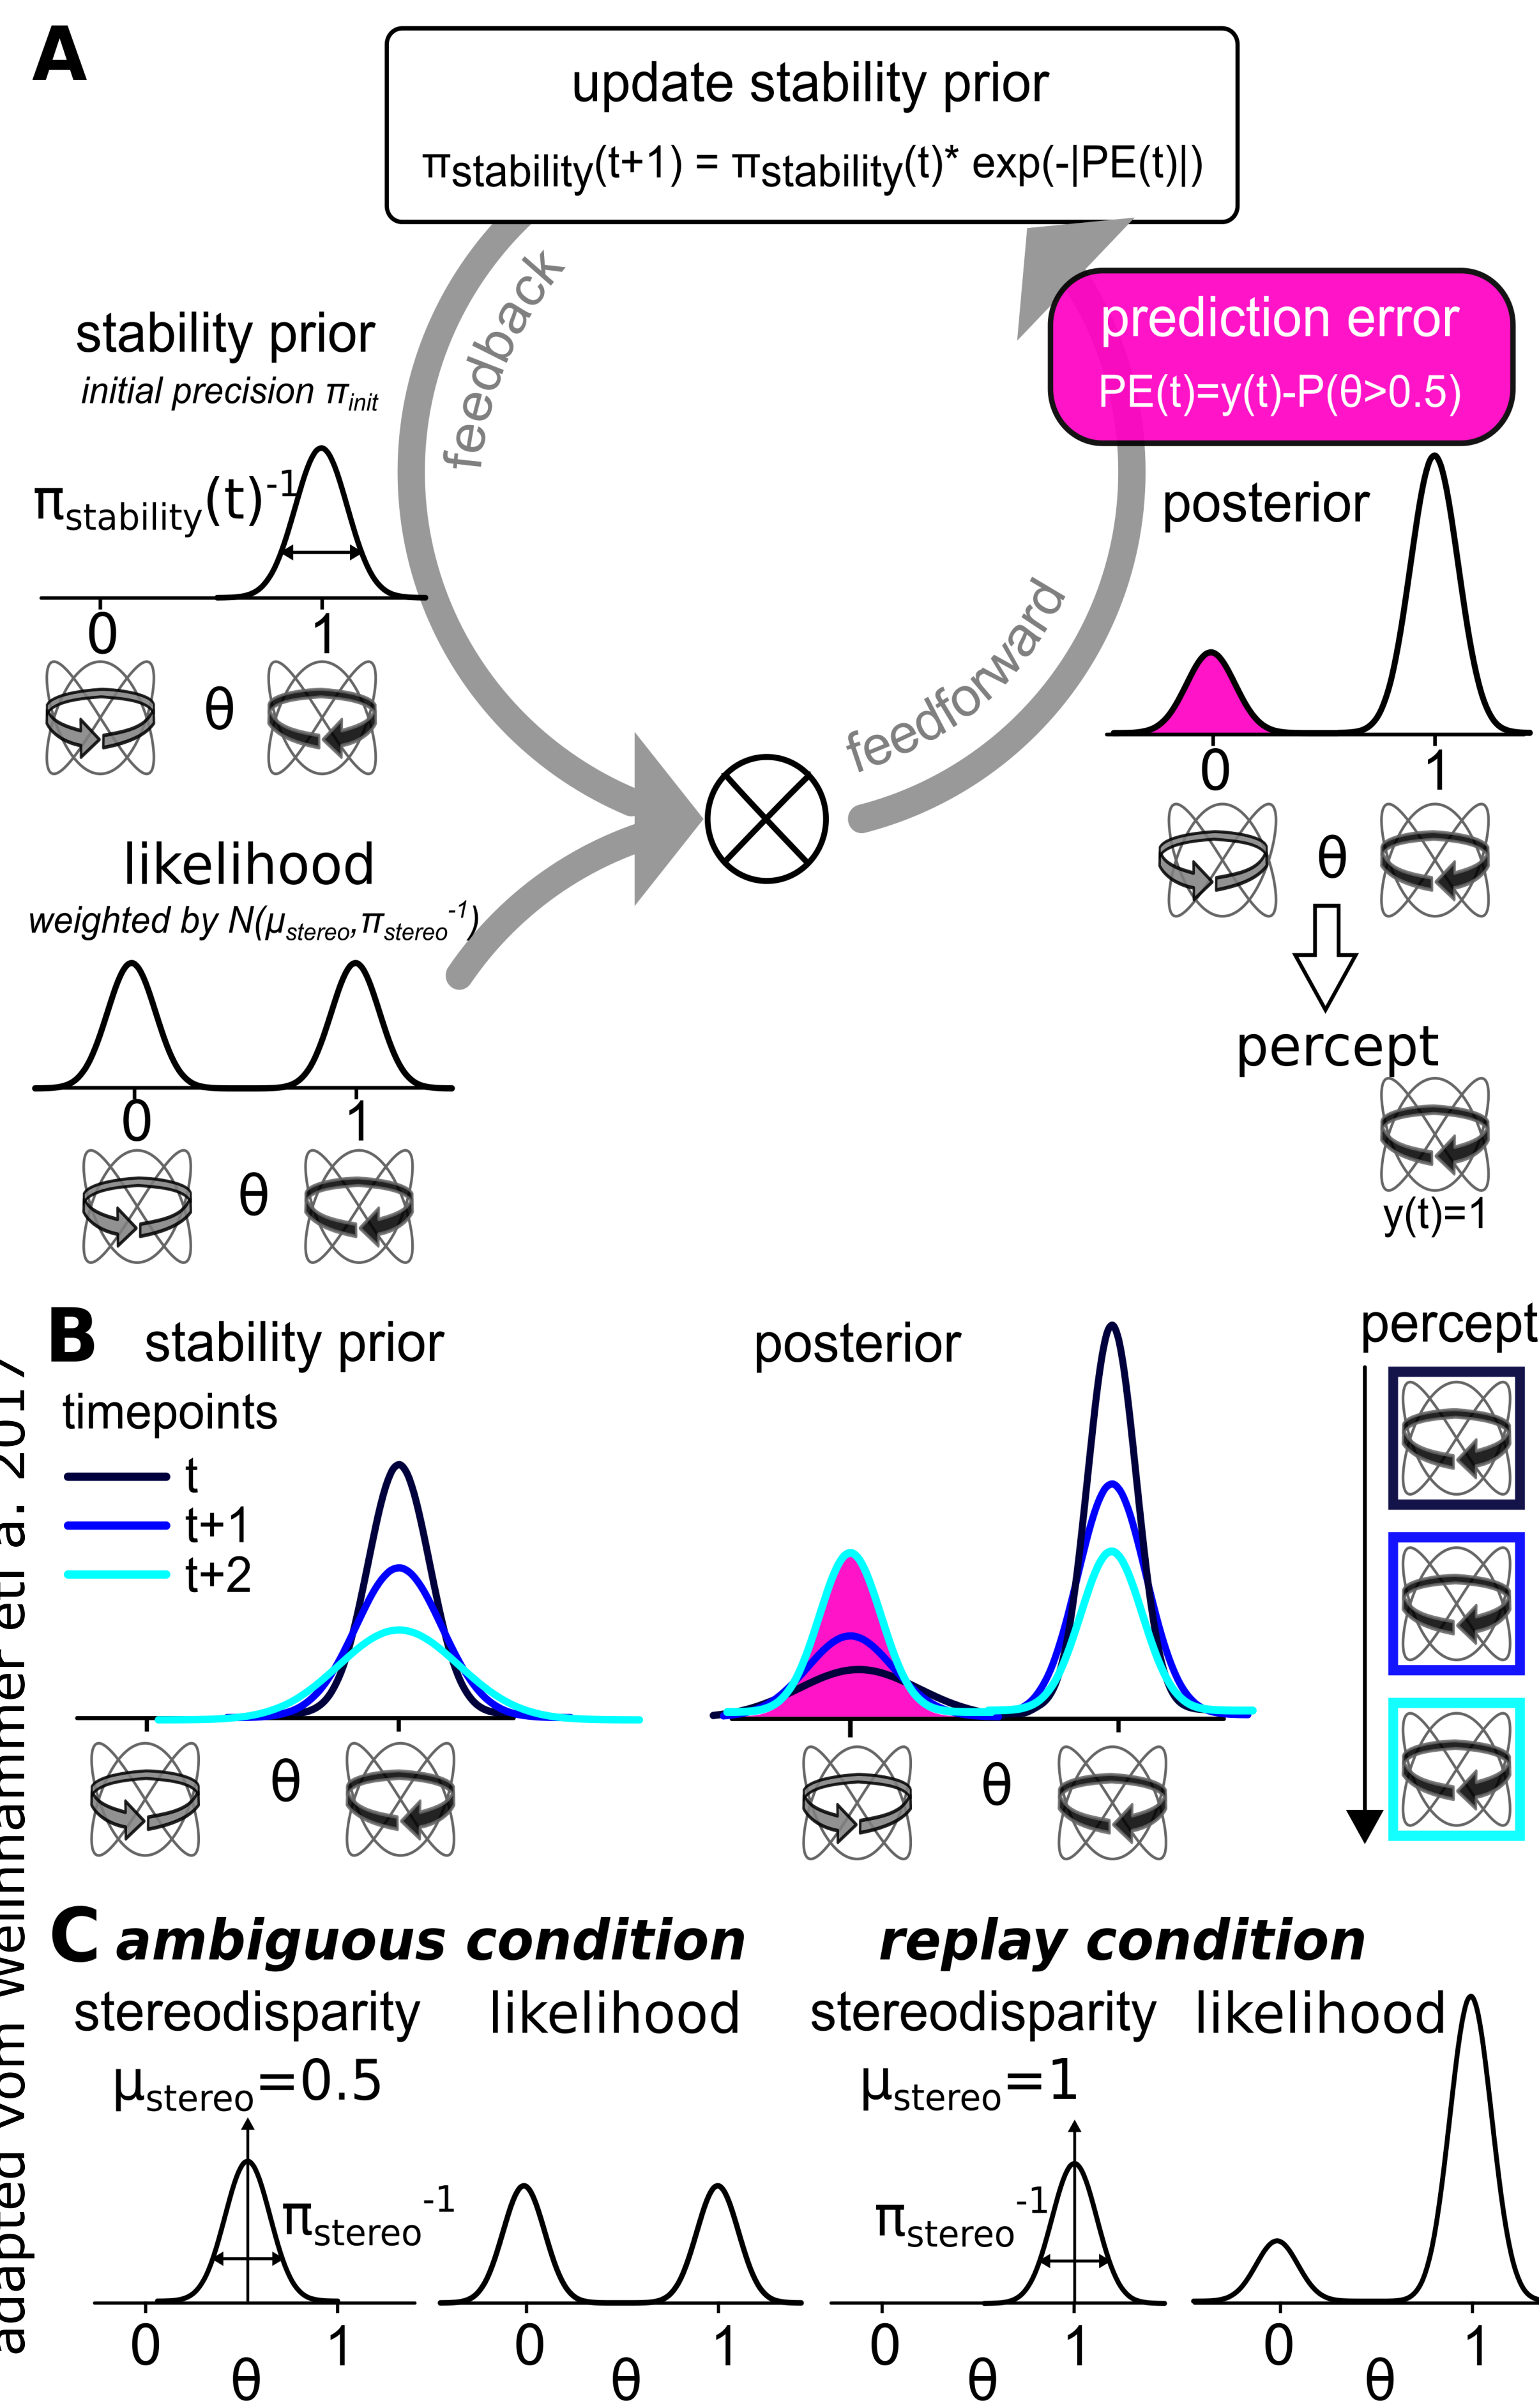 A
update stability prior
πstability(t+1) = πstability(t)* exp(-|PE(t)|)
feedback
prediction error
PE(t)=y(t)-P(θ>0.5)
stability prior
initial precision πinit
πstability(t)-1
0 1
θ
posterior
0 1
θ
feedforward
likelihood
weighted by N(μstereo,πstereo-1)
0 1
θ
percept
y(t)=1
B
stability prior
timepoints
t
t+1
t+2
θ
posterior
θ
percept
C
ambiguous condition
stereodisparity
μstereo=0.5
πstereo-1
0 1
θ
likelihood
0 1
θ
replay condition
stereodisparity
μstereo=1
πstereo-1
0 1
θ
likelihood
0 1
θ
adapted vom a. 2017